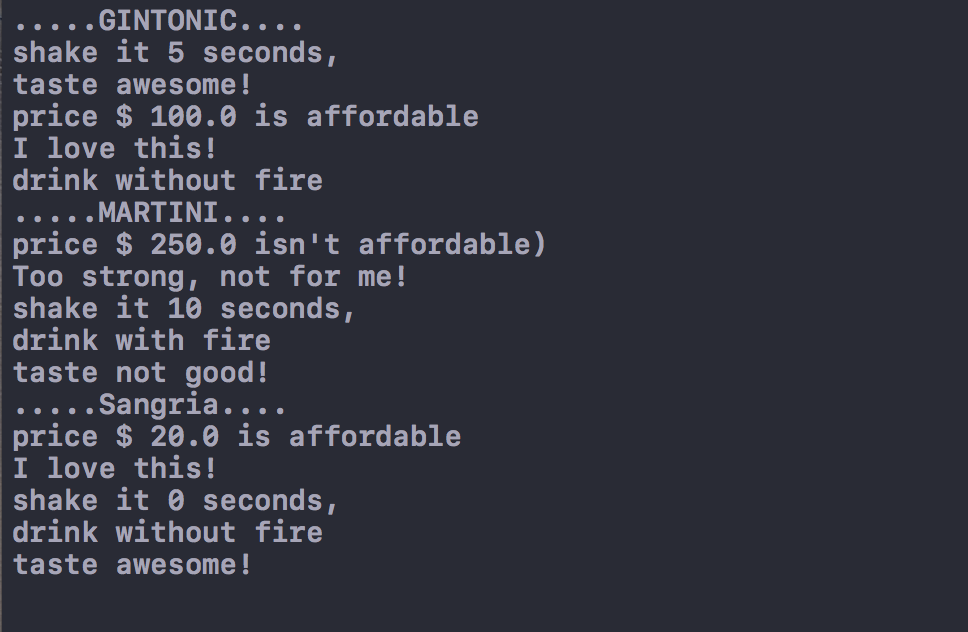 .....GINTONIC....
shake it 5 seconds,
taste awesome!
price $ 100.0 is affordable
I love this!
drink without fire
.....MARTINI....
price $ 250.0 isn't affordable)
Too strong, not for me!
shake it 10 seconds,
drink with fire
taste not good!
.....Sangria....
price $ 20.0 is affordable
I love this!
shake it 0 seconds,
drink without fire
taste awesome!